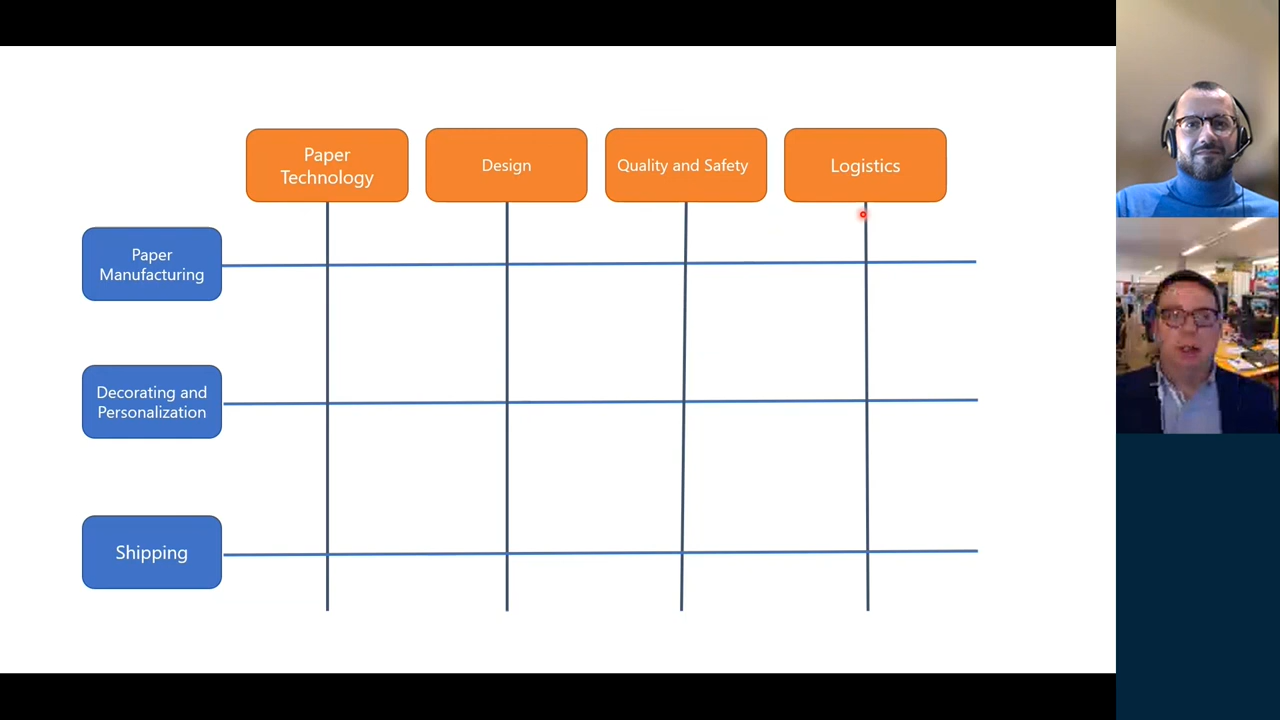 Paper
Technology
Design
Quality and Safety
Logistics
Paper
Manufacturing
Decorating and
Personalization
Shipping